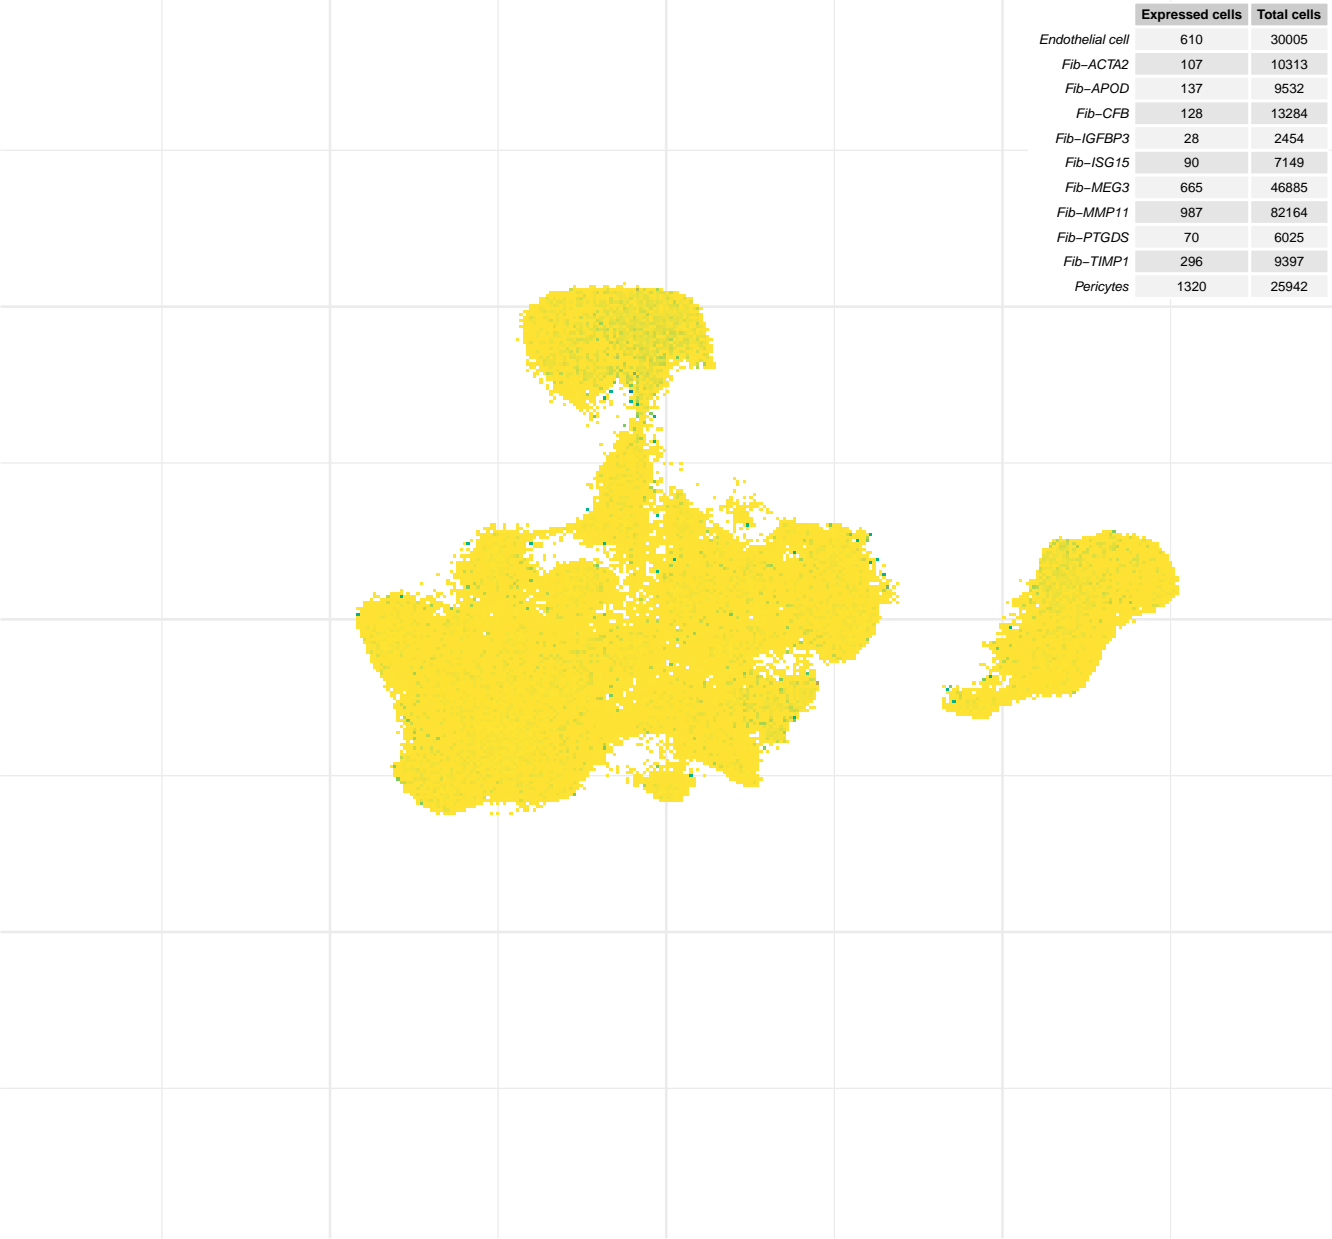 Expressed cells Total cells
Endothelial cell 610 30005
Fib−ACTA2 107 10313
Fib−APOD 137 9532
Fib−CFB 128 13284
Fib−IGFBP3 28 2454
Fib−ISG15 90 7149
Fib−MEG3 665 46885
Fib−MMP11 987 82164
Fib−PTGDS 70 6025
Fib−TIMP1 296 9397
Pericytes 1320 25942